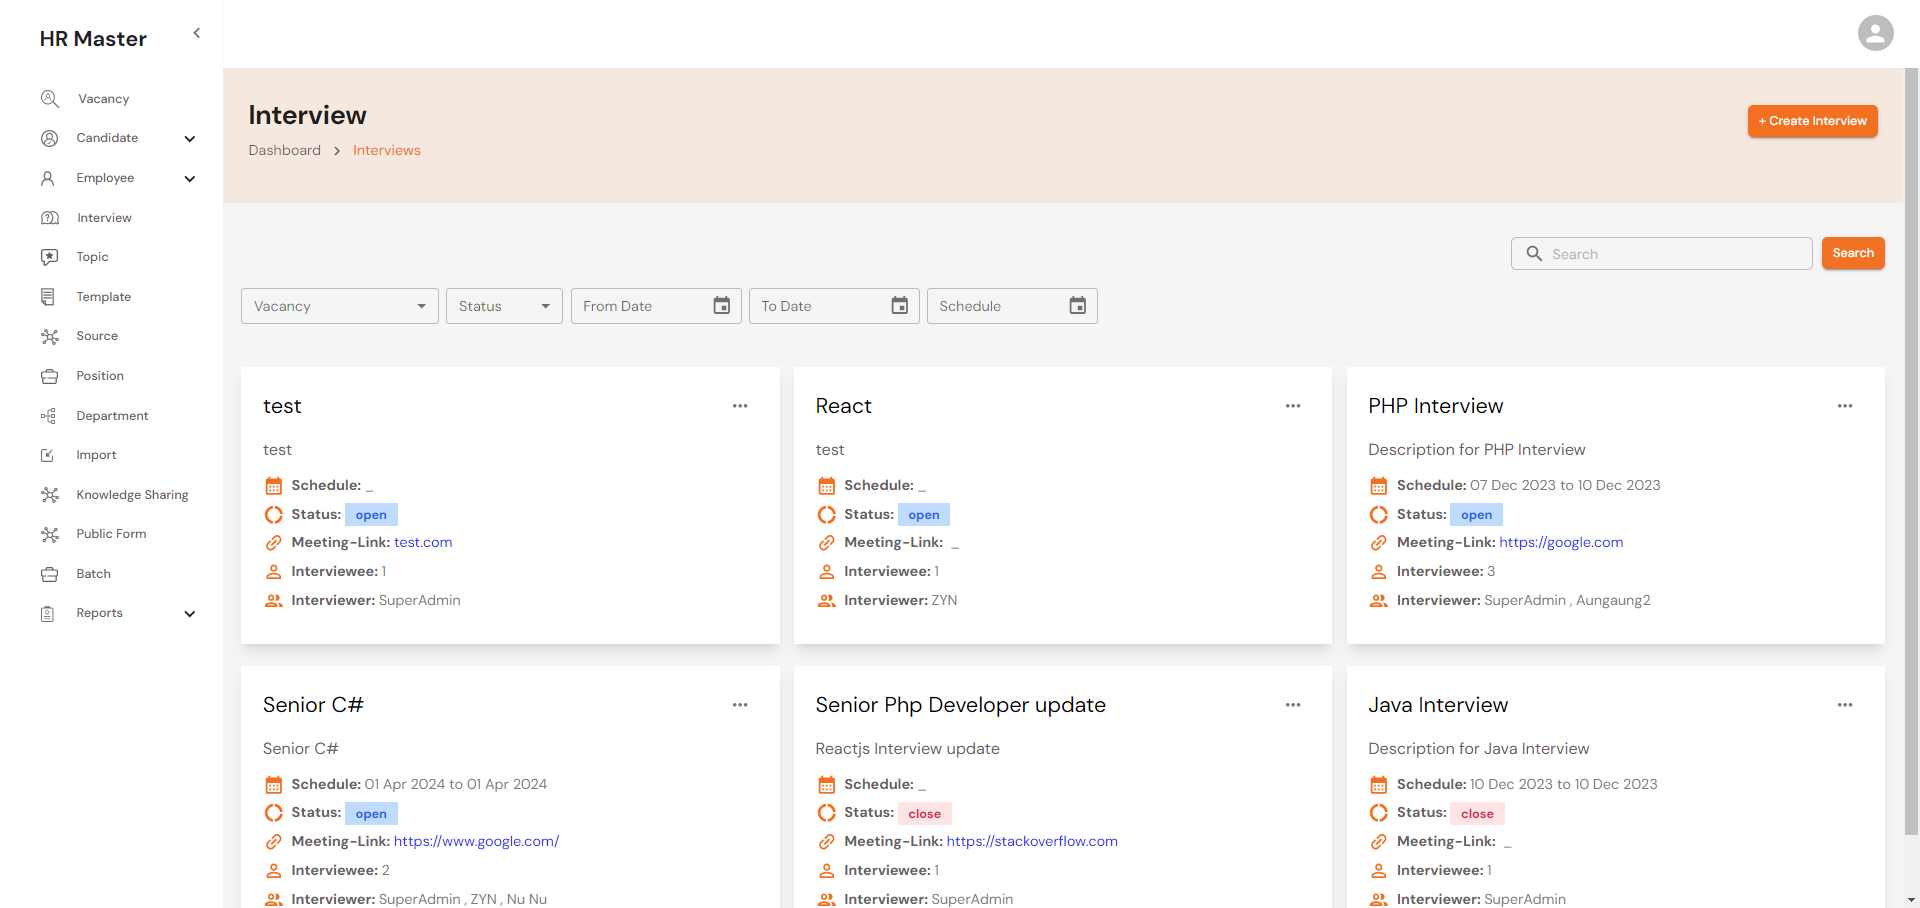 HR Master
Vacancy
Candidate
Employee
Interview
Topic
Template
Source
Position
Department
Import
Knowledge Sharing
Public Form
Batch
Reports
Interview
Dashboard > Interviews
+ Create Interview
Search
Search
Vacancy
Status
From Date
To Date
Schedule
test
test
Schedule: _
Status: open
Meeting-Link: test.com
Interviewee: 1
Interviewer: SuperAdmin
React
test
Schedule: _
Status: open
Meeting-Link: _
Interviewee: 1
Interviewer: ZYN
PHP Interview
Description for PHP Interview
Schedule: 07 Dec 2023 to 10 Dec 2023
Status: open
Meeting-Link: https://google.com
Interviewee: 3
Interviewer: SuperAdmin , Aungaung2
Senior C#
Senior C#
Schedule: 01 Apr 2024 to 01 Apr 2024
Status: open
Meeting-Link: https://www.google.com/
Interviewee: 2
Interviewer: SuperAdmin , ZYN , Nu Nu
Senior Php Developer update
Reactjs Interview update
Schedule: _
Status: close
Meeting-Link: https://stackoverflow.com
Interviewee: 1
Interviewer: SuperAdmin
Java Interview
Description for Java Interview
Schedule: 10 Dec 2023 to 10 Dec 2023
Status: close
Meeting-Link: _
Interviewee: 1
Interviewer: SuperAdmin